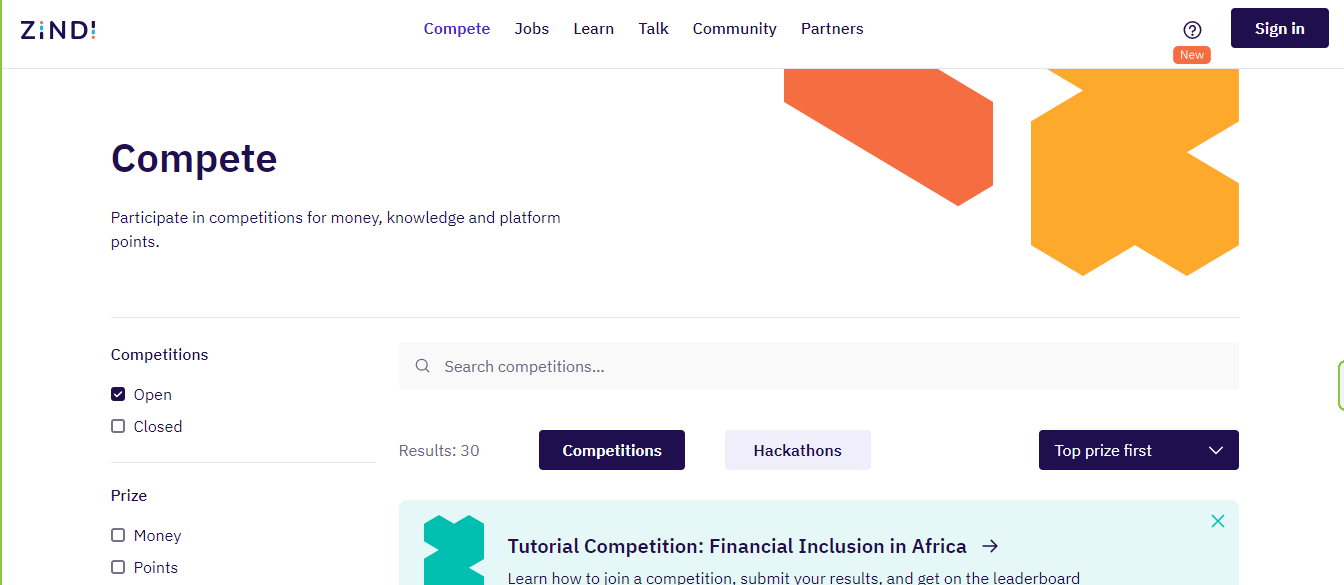 ZINDI
Compete Jobs Learn Talk Community Partners
Sign in
New
Compete
Participate in competitions for money, knowledge and platform
points.
Competitions
Open
Closed
Prize
Money
Points
Search competitions...
Results: 30
Competitions
Hackathons
Top prize first
Tutorial Competition: Financial Inclusion in Africa →
Learn how to join a competition, submit your results, and get on the leaderboard